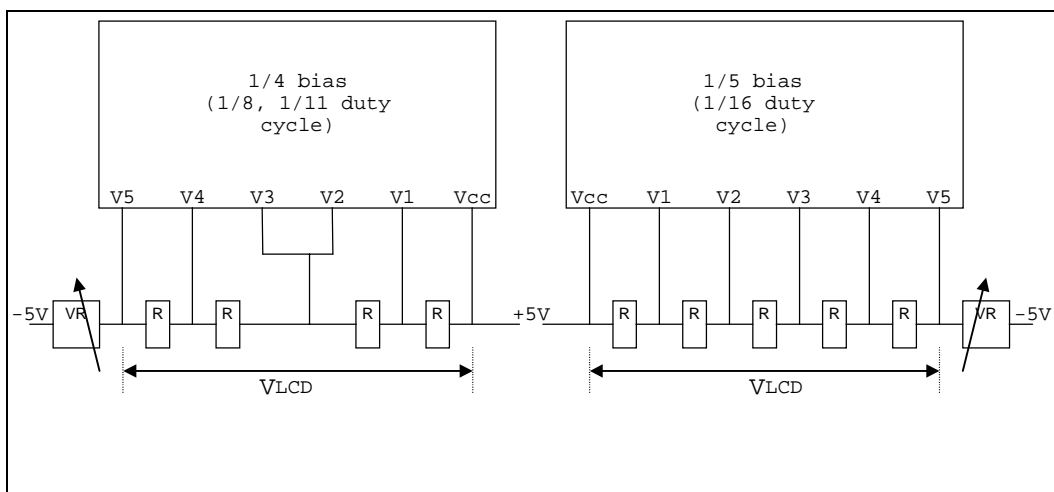 1/4 bias
(1/8, 1/11 duty
cycle)
V5 V4 V3 V2 V1 Vcc
-5V VR R R R R +5V
VLCD
1/5 bias
(1/16 duty
cycle)
Vcc V1 V2 V3 V4 V5
R R R R R VR -5V
VLCD